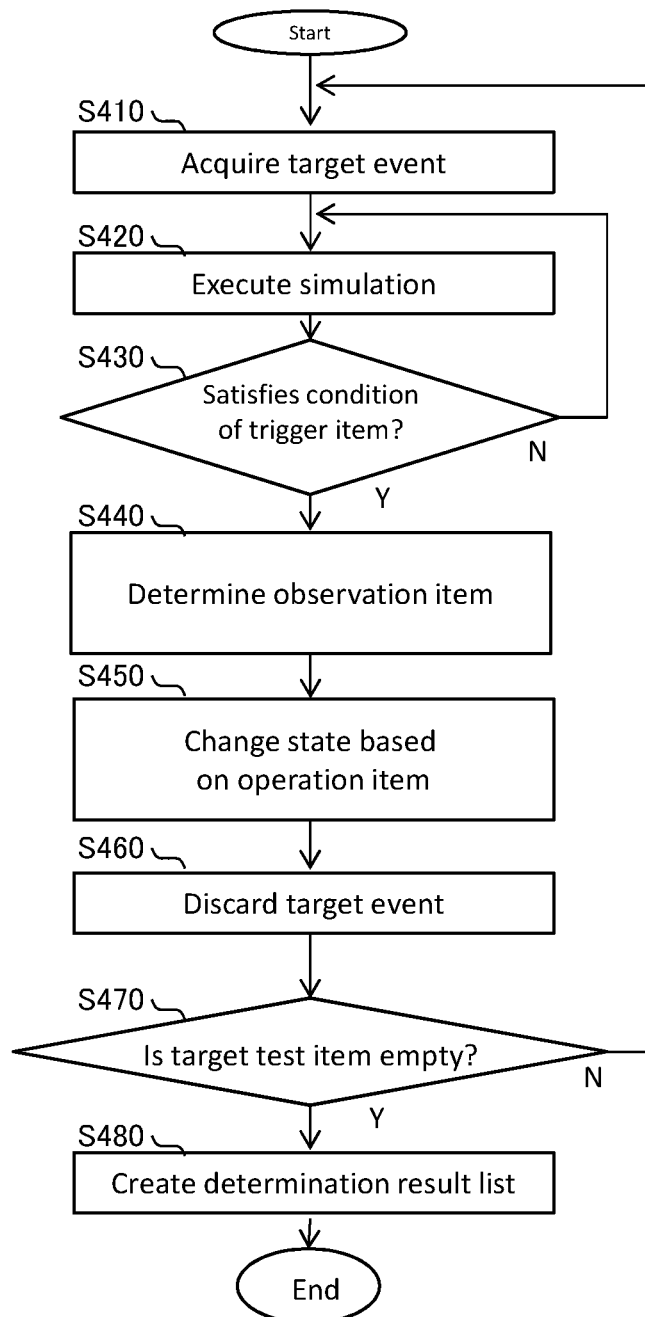 Start
S410
Acquire target event
S420
Execute simulation
S430
Satisfies condition
of trigger item?
N
Y
S440
Determine observation item
S450
Change state based
on operation item
S460
Discard target event
S470
Is target test item empty?
N
Y
S480
Create determination result list
End